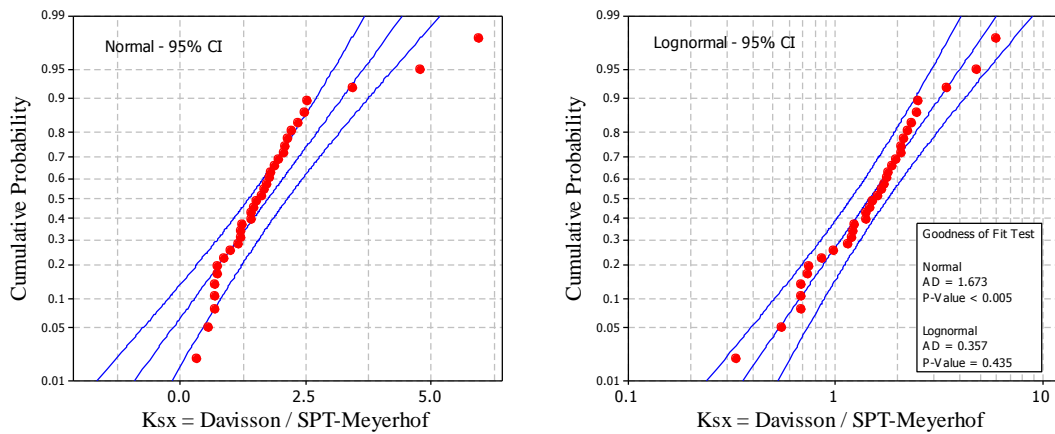 Normal - 95% CI
Cumulative Probability
0.99
0.95
0.9
0.8
0.7
0.6
0.5
0.4
0.3
0.2
0.1
0.05
0.01
0.0 2.5 5.0
Ksx = Davisson / SPT-Meyerhof
Lognormal - 95% CI
Cumulative Probability
0.99
0.95
0.9
0.8
0.7
0.6
0.5
0.4
0.3
0.2
0.1
0.05
0.01
0.1 1 10
Ksx = Davisson / SPT-Meyerhof
Goodness of Fit Test
Normal
AD = 1.673
P-Value < 0.005
Lognormal
AD = 0.357
P-Value = 0.435